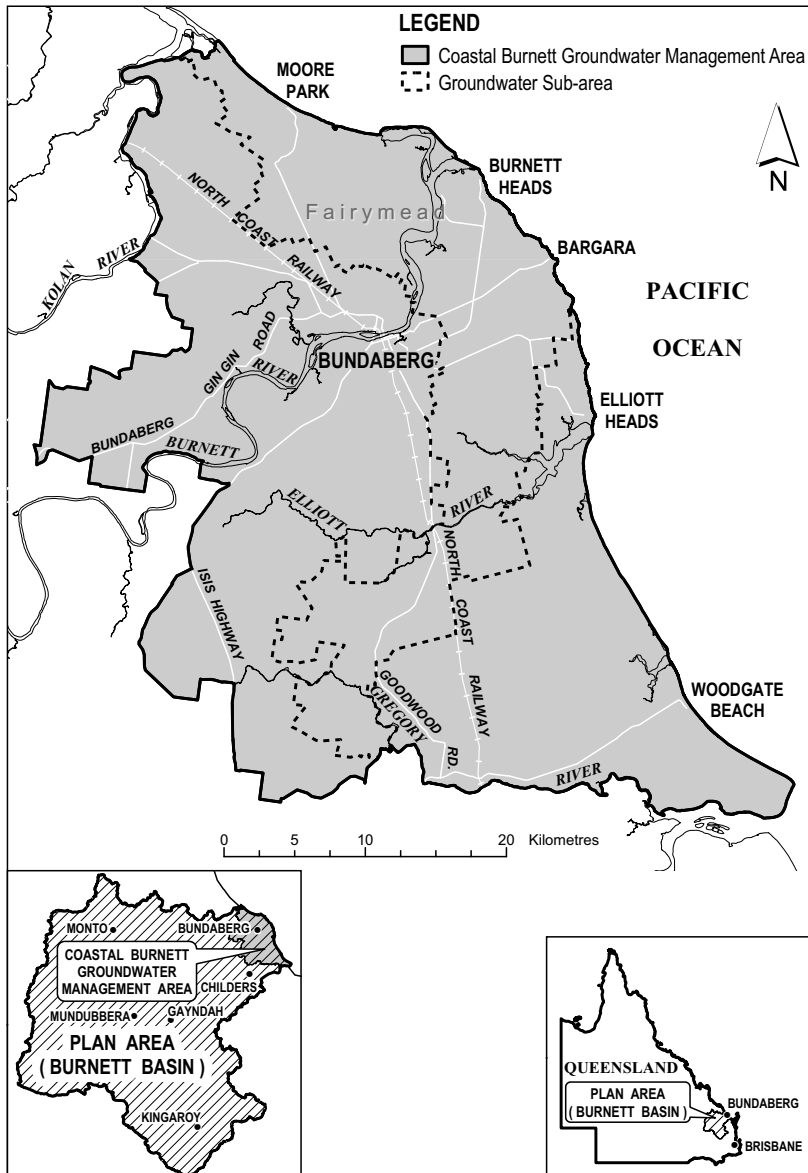 LEGEND
Coastal Burnett Groundwater Management Area
Groundwater Sub-area
MOORE
PARK
N
BURNETT
HEADS
NORTH COAST RAILWAY
Fairymead
BARGARA
KOLAN RIVER
PACIFIC
OCEAN
BUNDABERG
GIN GIN ROAD
BUNDABERG
BURNETT RIVER
ELLIOTT
HEADS
ELLIOTT RIVER
ISIS HIGHWAY
NORTH COAST RAILWAY
GOODWOOD RD.
GREGORY RIVER
WOODGATE
BEACH
0 5 10 20 Kilometres
MONTO
BUNDABERG
COASTAL BURNETT
GROUNDWATER
MANAGEMENT AREA
CHILDERS
MUNDUBBERA
GAYNDAH
PLAN AREA
( BURNETT BASIN )
KINGAROY
QUEENSLAND
PLAN AREA
( BURNETT BASIN )
BUNDABERG
BRISBANE